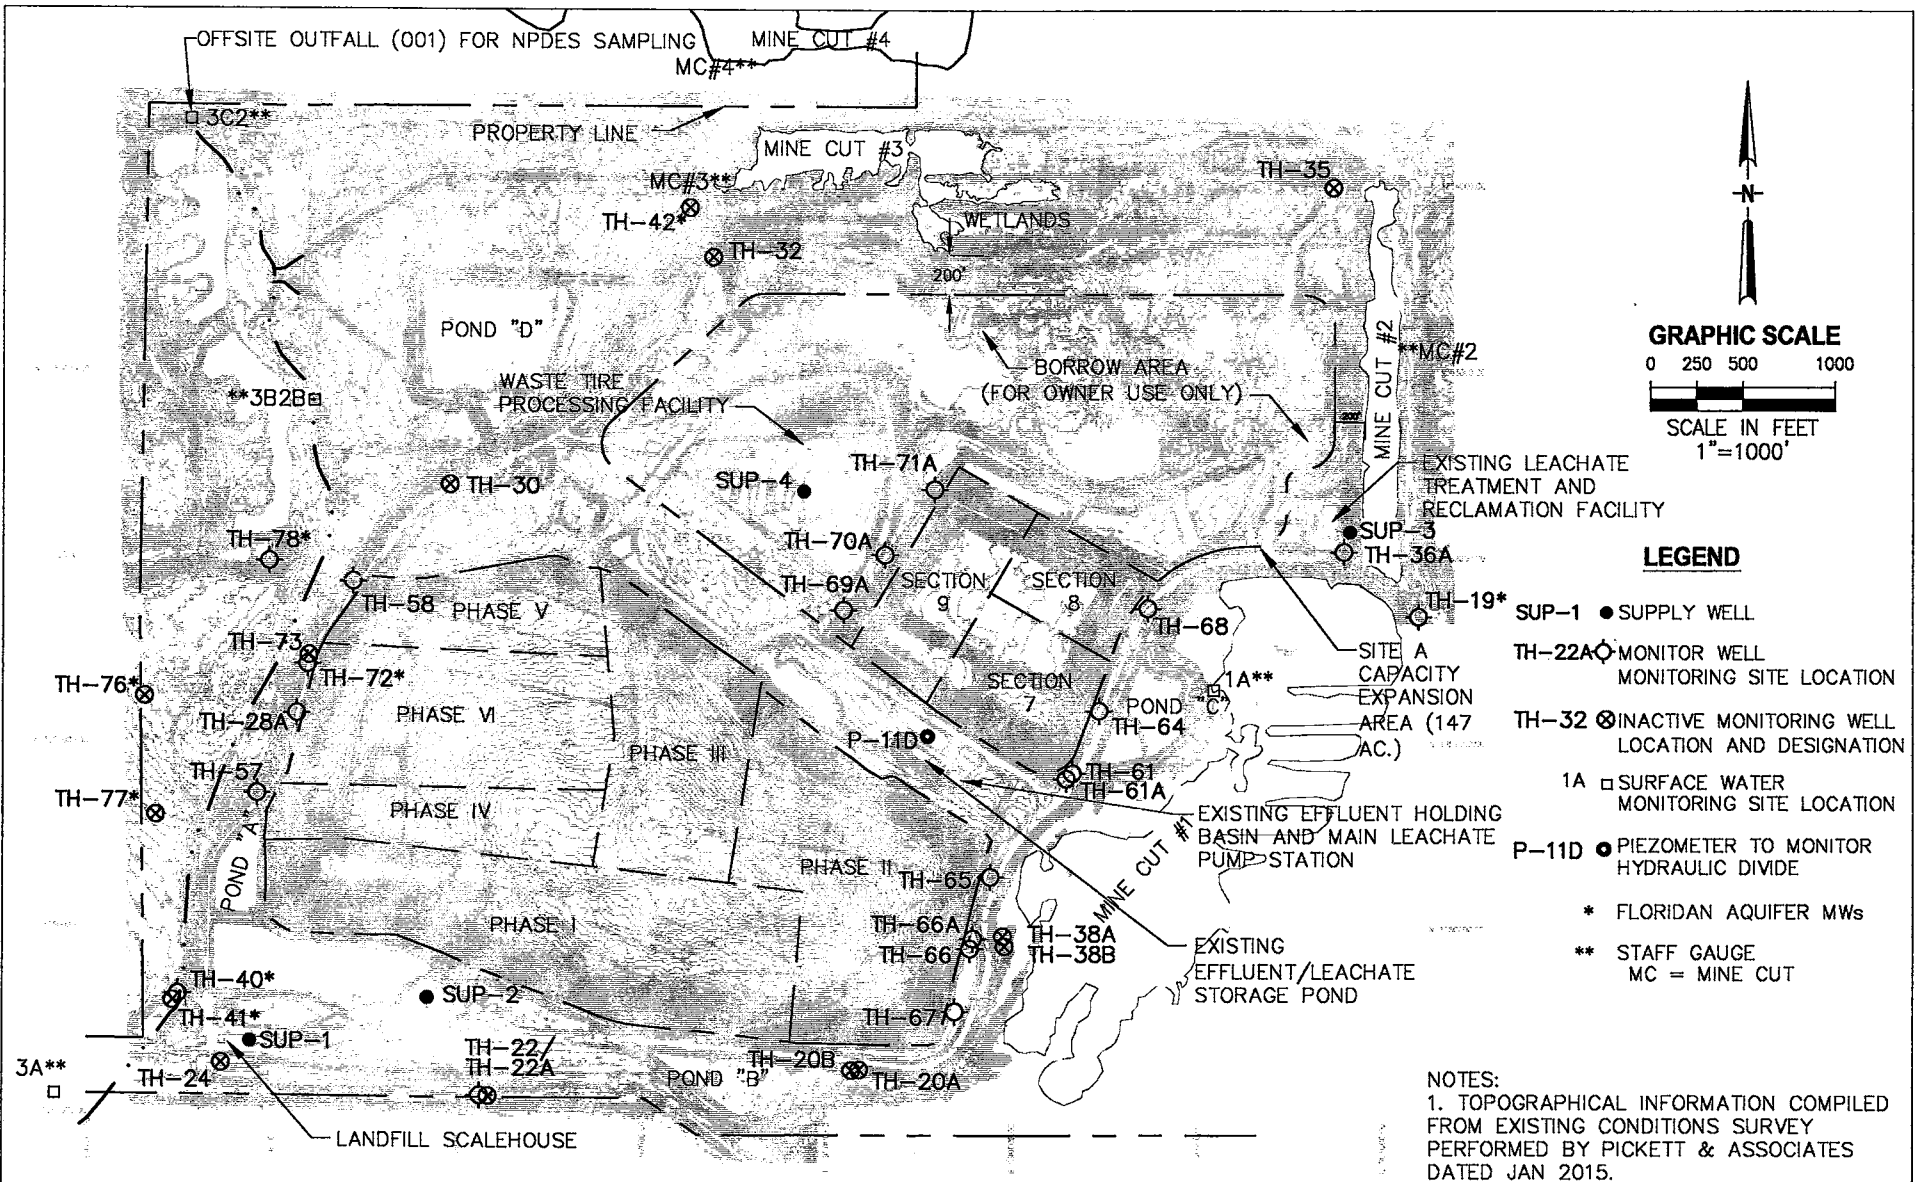 OFFSITE OUTFALL (001) FOR NPDES SAMPLING
MINE CUT #4
MC#4**
3C2**
PROPERTY LINE
MINE CUT #3
MC#3**
TH-42*
TH-32
WETLANDS
200'
TH-35
N
POND "D"
BORROW AREA
(FOR OWNER USE ONLY)
MINE CUT #2
**MC#2
200'
GRAPHIC SCALE
0 250 500 1000
SCALE IN FEET
1"=1000'
**3B2B
WASTE TIRE
PROCESSING FACILITY
TH-30
SUP-4
TH-71A
EXISTING LEACHATE
TREATMENT AND
RECLAMATION FACILITY
SUP-3
TH-36A
TH-78*
TH-58
PHASE V
TH-70A
TH-69A
SECTION
9
SECTION
8
TH-68
TH-19*
LEGEND
SUP-1 SUPPLY WELL
TH-22A MONITOR WELL
MONITORING SITE LOCATION
TH-32 INACTIVE MONITORING WELL
LOCATION AND DESIGNATION
1A SURFACE WATER
MONITORING SITE LOCATION
P-11D PIEZOMETER TO MONITOR
HYDRAULIC DIVIDE
* FLORIDAN AQUIFER MWs
** STAFF GAUGE
MC = MINE CUT
TH-73
TH-72*
TH-76*
TH-28A
PHASE VI
PHASE III
SECTION
7
POND "C"
1A**
TH-64
SITE A
CAPACITY
EXPANSION
AREA (147
AC.)
P-11D
TH-61
TH-61A
TH-57
TH-77*
PHASE IV
POND "A"
EXISTING EFFLUENT HOLDING
BASIN AND MAIN LEACHATE
PUMP STATION
MINE CUT #1
PHASE II
TH-65
PHASE I
TH-66A
TH-66
TH-38A
TH-38B
EXISTING
EFFLUENT/LEACHATE
STORAGE POND
TH-40*
TH-41*
SUP-2
SUP-1
TH-67
3A**
TH-24
TH-22/
TH-22A
POND "B"
TH-20B
TH-20A
LANDFILL SCALEHOUSE
NOTES:
1. TOPOGRAPHICAL INFORMATION COMPILED
FROM EXISTING CONDITIONS SURVEY
PERFORMED BY PICKETT & ASSOCIATES
DATED JAN 2015.